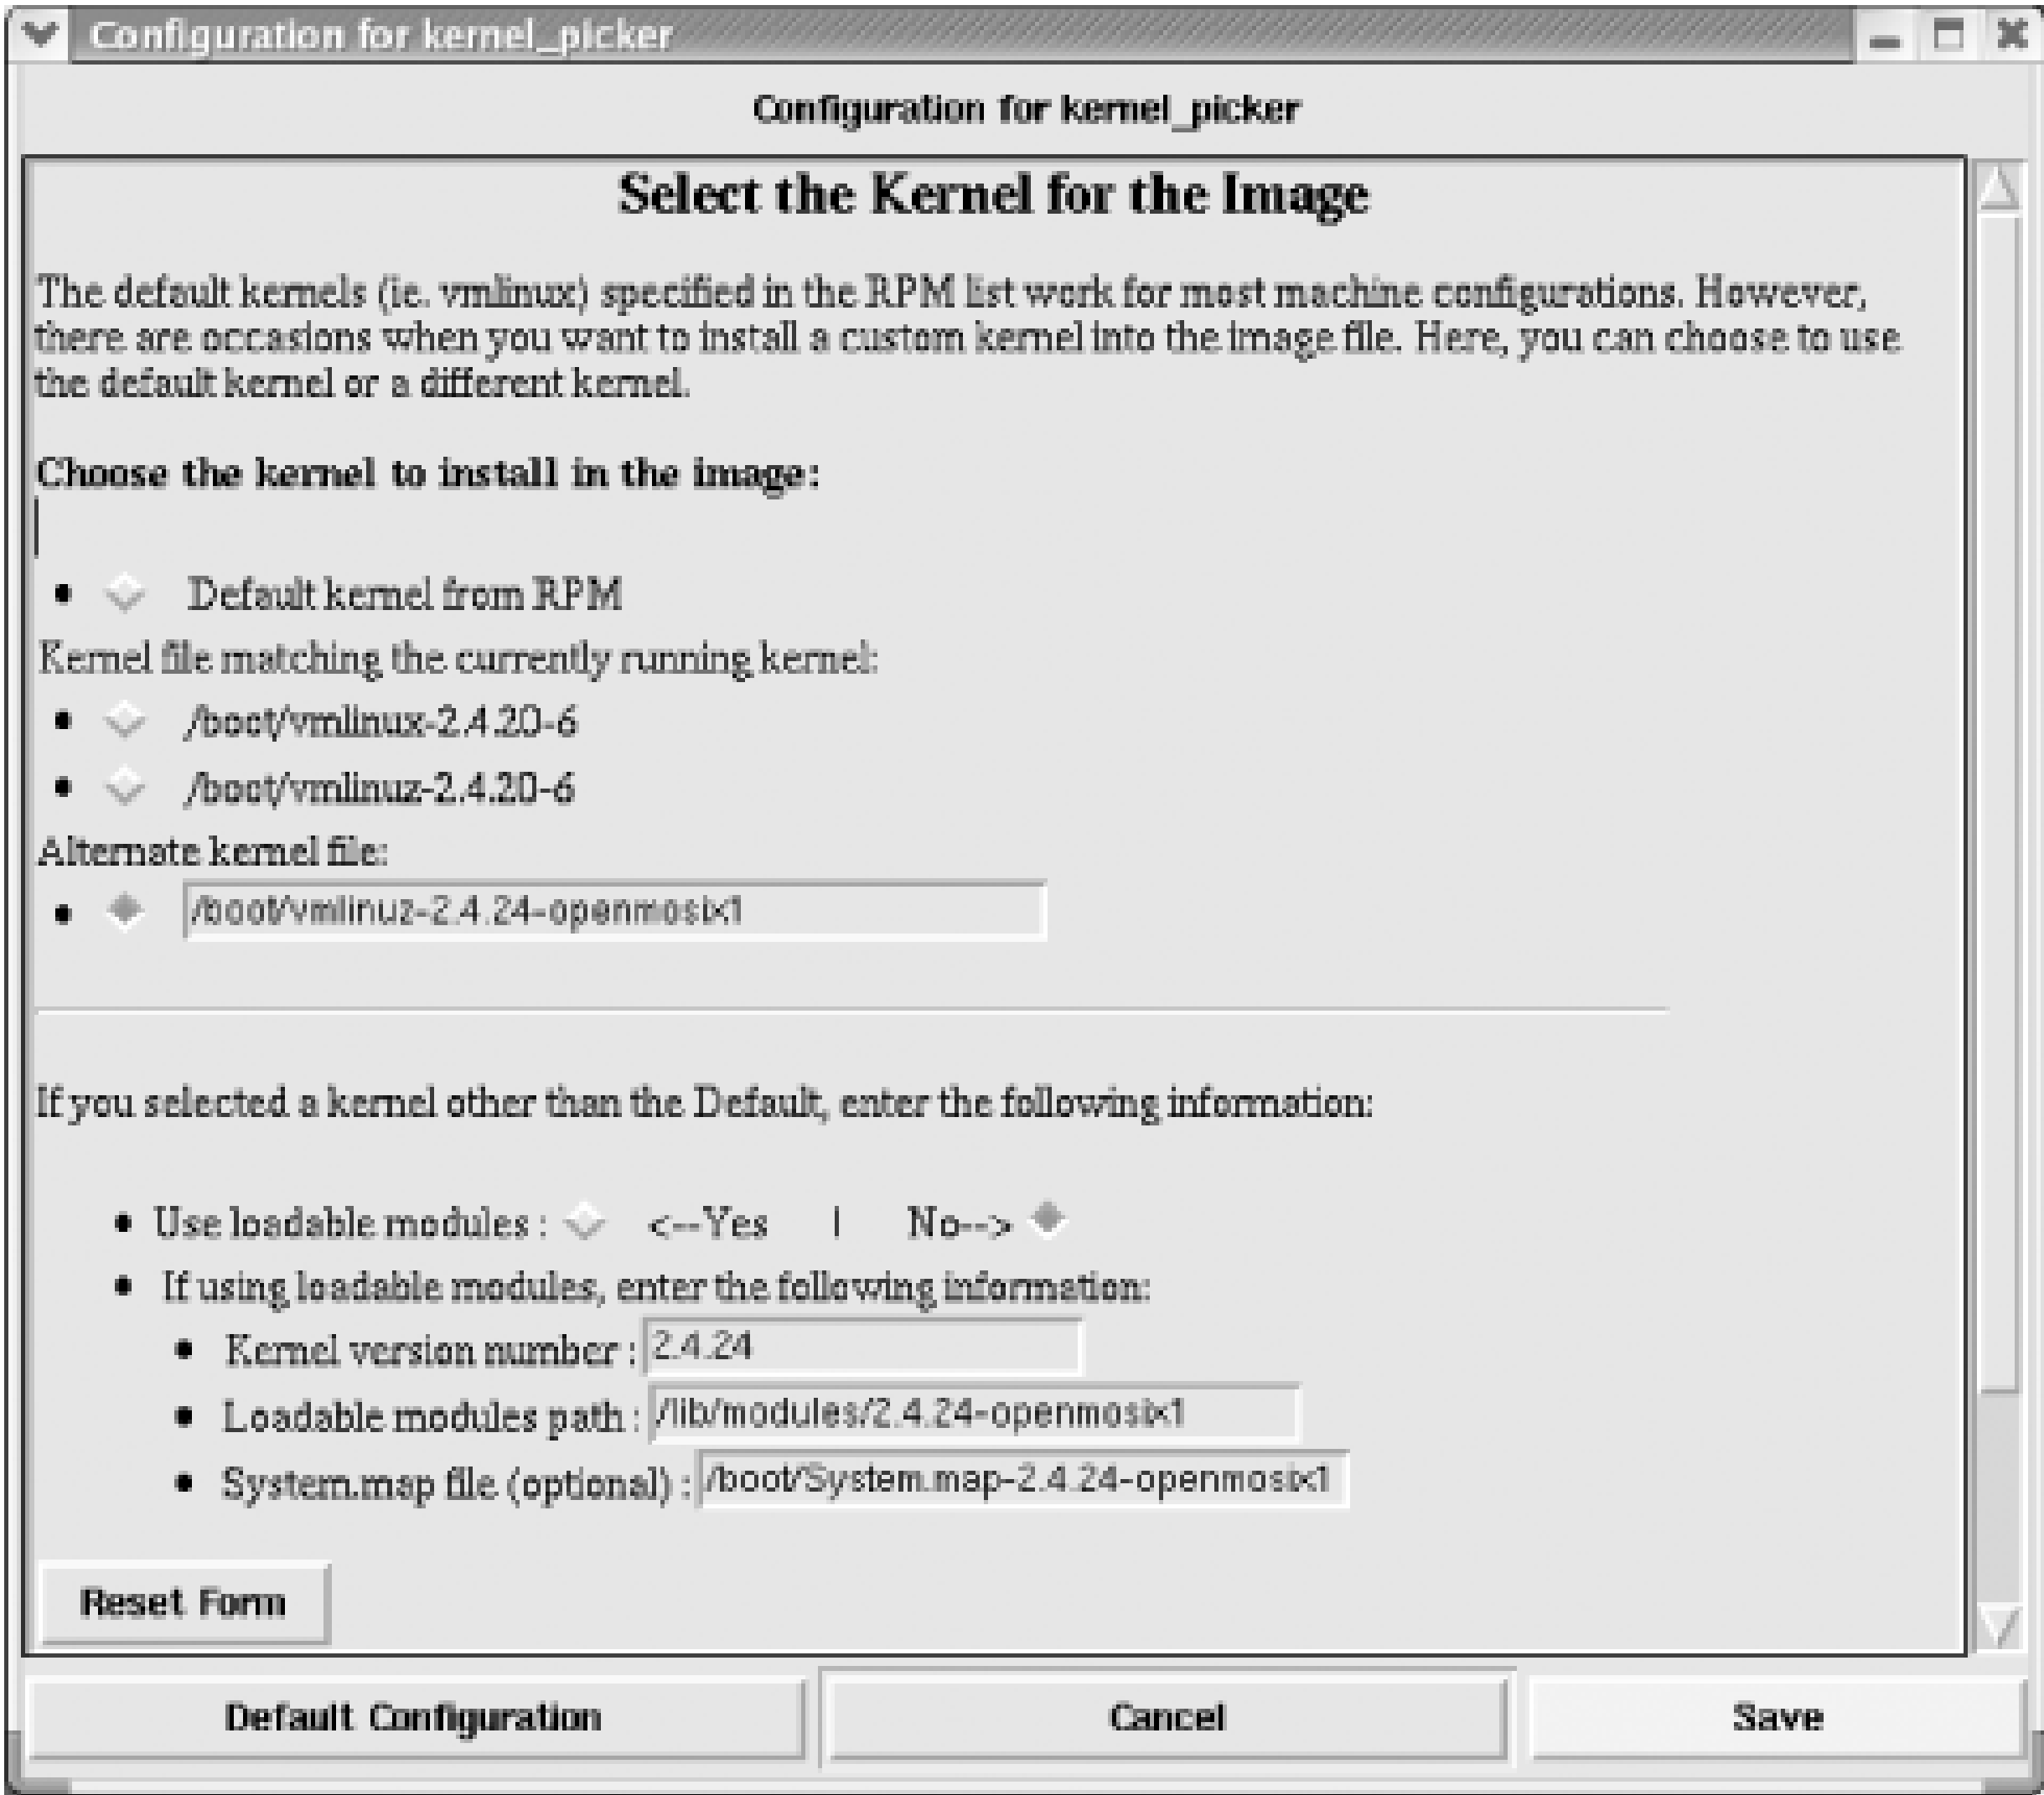 Configuration for kernel_picker
Configuration for kernel_picker
Select the Kernel for the Image
The default kernels (ie. vmlinux) specified in the RPM list work for most machine configurations. However,
there are occasions when you want to install a custom kernel into the image file. Here, you can choose to use
the default kernel or a different kernel.
Choose the kernel to install in the image:
Default kernel from RPM
Kernel file matching the currently running kernel:
/boot/vmlinux-2.4.20-6
/boot/vmlinuz-2.4.20-6
Alternate kernel file:
/boot/vmlinuz-2.4.24-openmosix1
If you selected a kernel other than the Default, enter the following information:
Use loadable modules : <--Yes | No-->
If using loadable modules, enter the following information:
Kernel version number : 2.4.24
Loadable modules path : /lib/modules/2.4.24-openmosix1
System.map file (optional) : /boot/System.map-2.4.24-openmosix1
Reset Form
Default Configuration Cancel Save